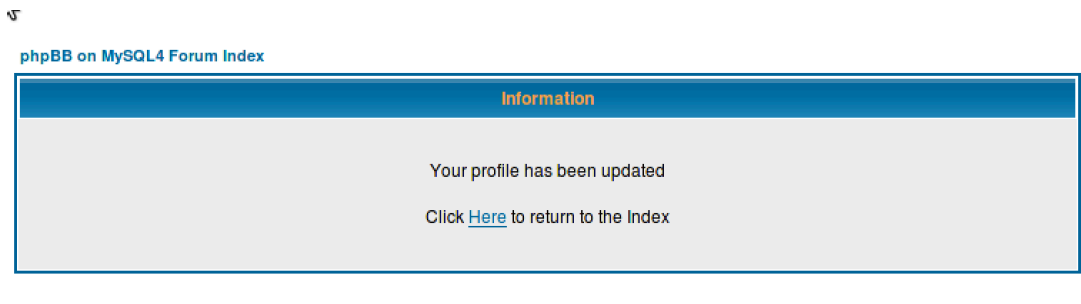 phpBB on MySQL4 Forum Index
Information
Your profile has been updated
Click Here to return to the Index